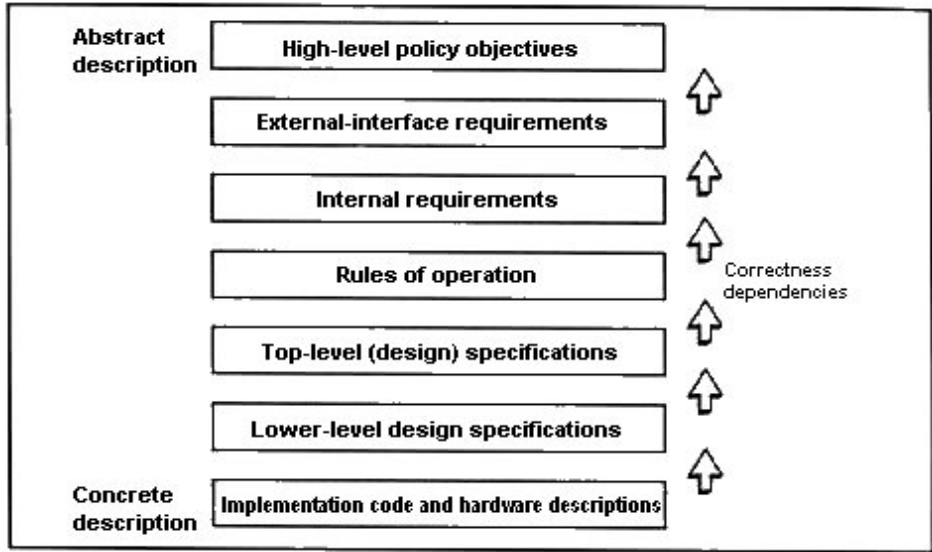 Abstract
description
High-level policy objectives
External-interface requirements
Internal requirements
Rules of operation
Correctness
dependencies
Top-level (design) specifications
Lower-level design specifications
Concrete
description
Implementation code and hardware descriptions